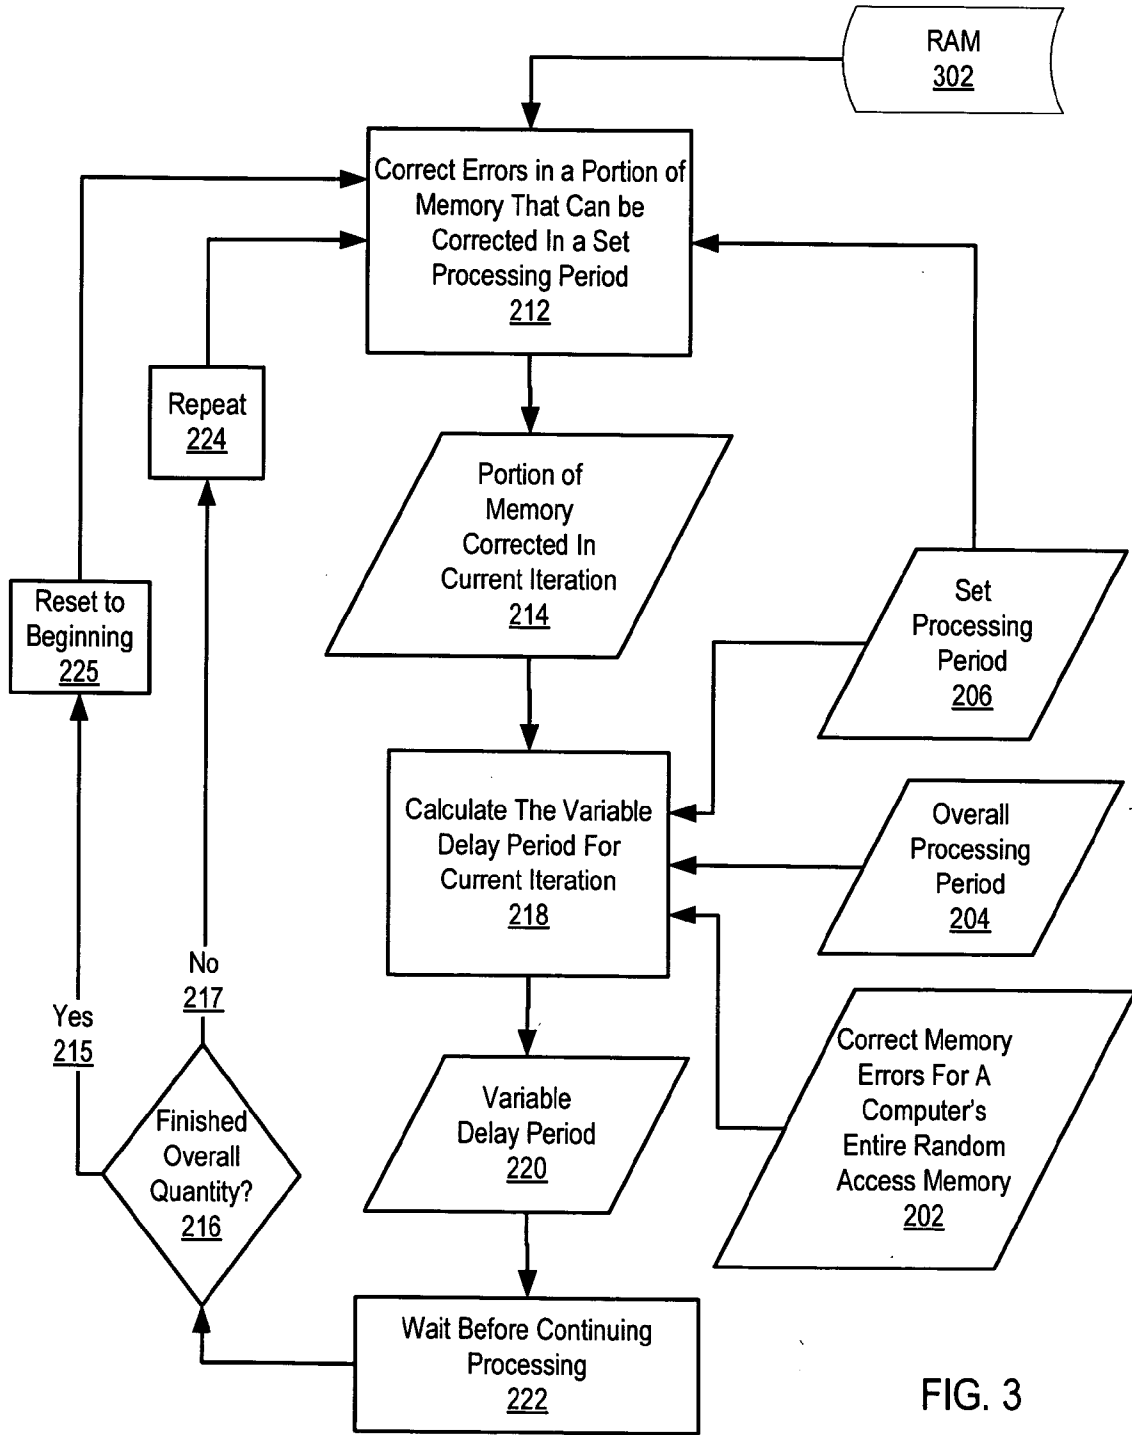 RAM
302
Correct Errors in a Portion of
Memory That Can be
Corrected In a Set
Processing Period
212
Repeat
224
Portion of
Memory
Corrected In
Current Iteration
214
Reset to
Beginning
225
Set
Processing
Period
206
Calculate The Variable
Delay Period For
Current Iteration
218
Overall
Processing
Period
204
No
217
Yes
215
Correct Memory
Errors For A
Computer's
Entire Random
Access Memory
202
Variable
Delay Period
220
Finished
Overall
Quantity?
216
Wait Before Continuing
Processing
222
FIG. 3